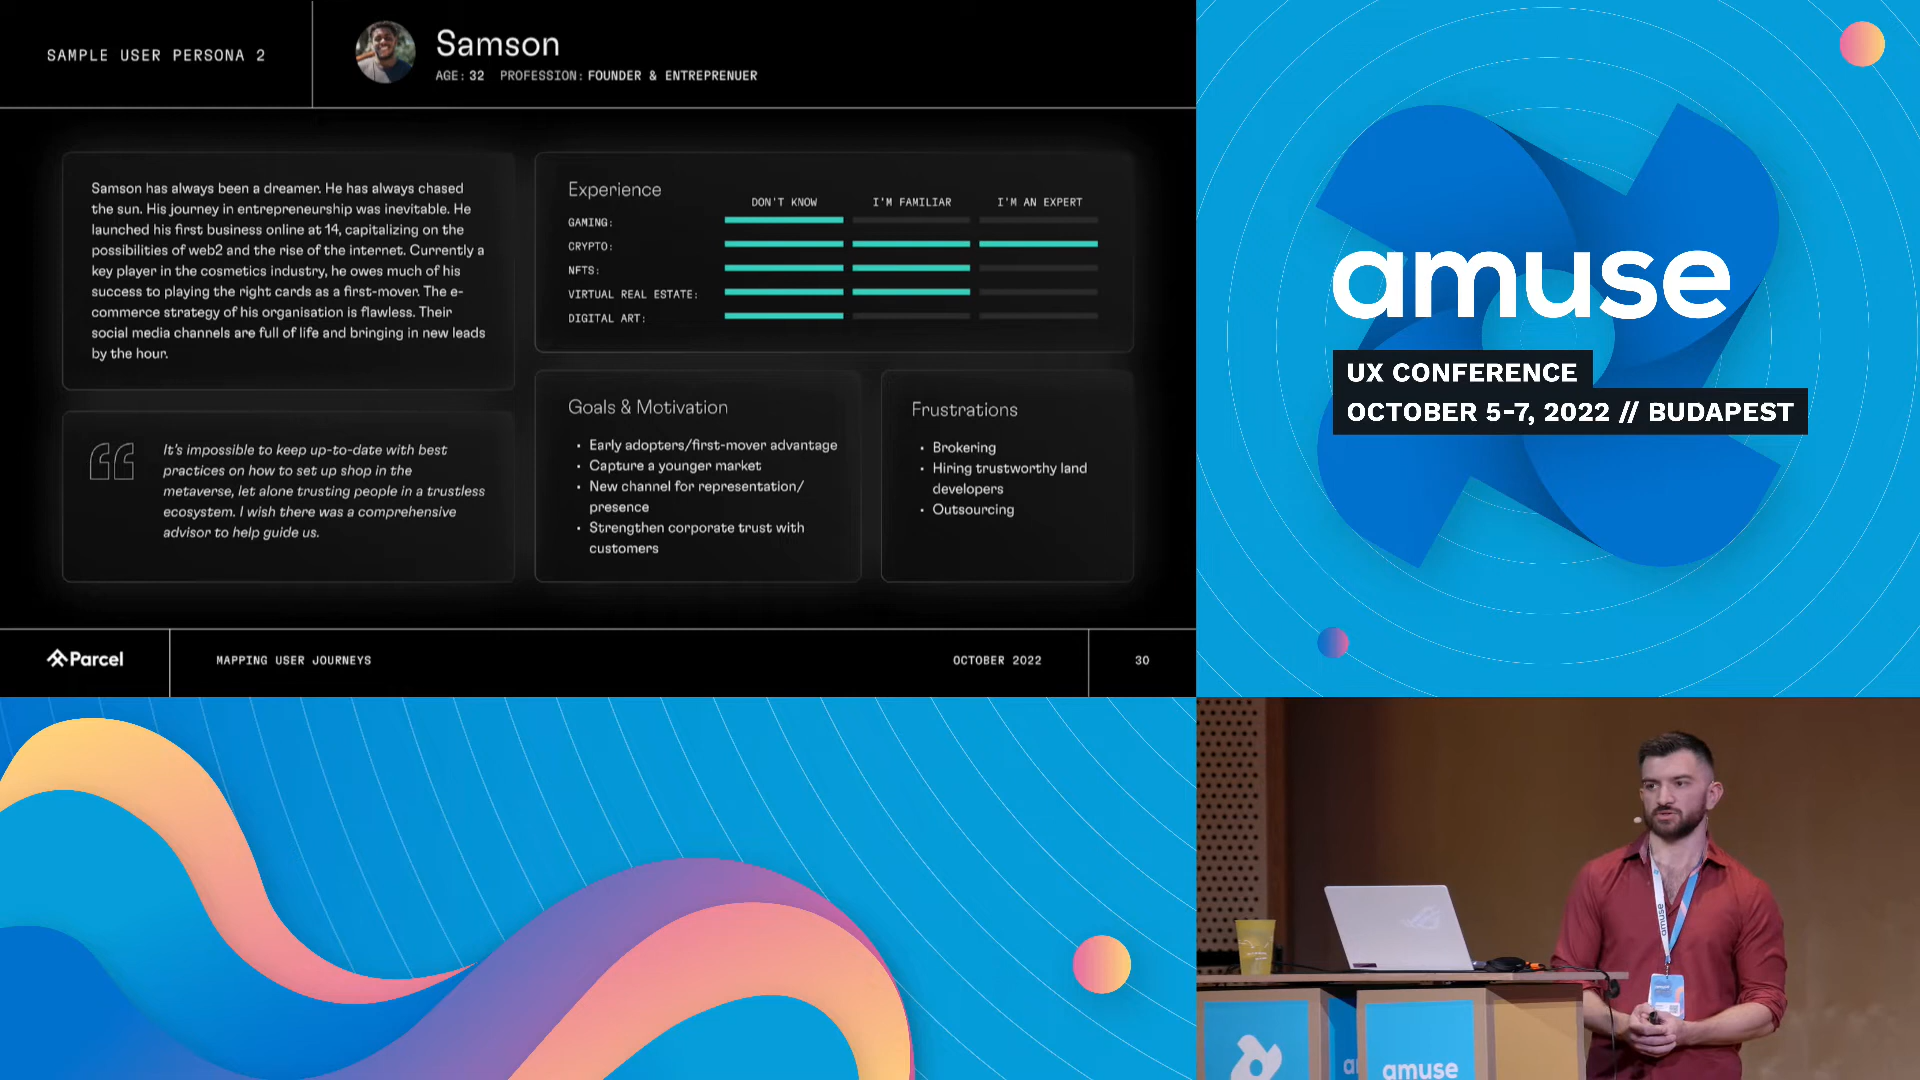 SAMPLE USER PERSONA 2
Samson
AGE: 32 PROFESSION: FOUNDER & ENTREPRENUER
Samson has always been a dreamer. He has always chased
the sun. His journey in entrepreneurship was inevitable. He
launched his first business online at 14, capitalizing on the
possibilities of web2 and the rise of the internet. Currently a
key player in the cosmetics industry, he owes much of his
success to playing the right cards as a first-mover. The e-
commerce strategy of his organisation is flawless. Their
social media channels are full of life and bringing in new leads
by the hour.
It's impossible to keep up-to-date with best
practices on how to set up shop in the
metaverse, let alone trusting people in a trustless
ecosystem. I wish there was a comprehensive
advisor to help guide us.
Experience
DON'T KNOW I'M FAMILIAR I'M AN EXPERT
GAMING:
CRYPTO:
NFTS:
VIRTUAL REAL ESTATE:
DIGITAL ART:
Goals & Motivation
• Early adopters/first-mover advantage
• Capture a younger market
• New channel for representation/
presence
• Strengthen corporate trust with
customers
Frustrations
• Brokering
• Hiring trustworthy land
developers
• Outsourcing
Parcel
MAPPING USER JOURNEYS
OCTOBER 2022
30
amuse
UX CONFERENCE
OCTOBER 5-7, 2022 // BUDAPEST
amuse
amuse